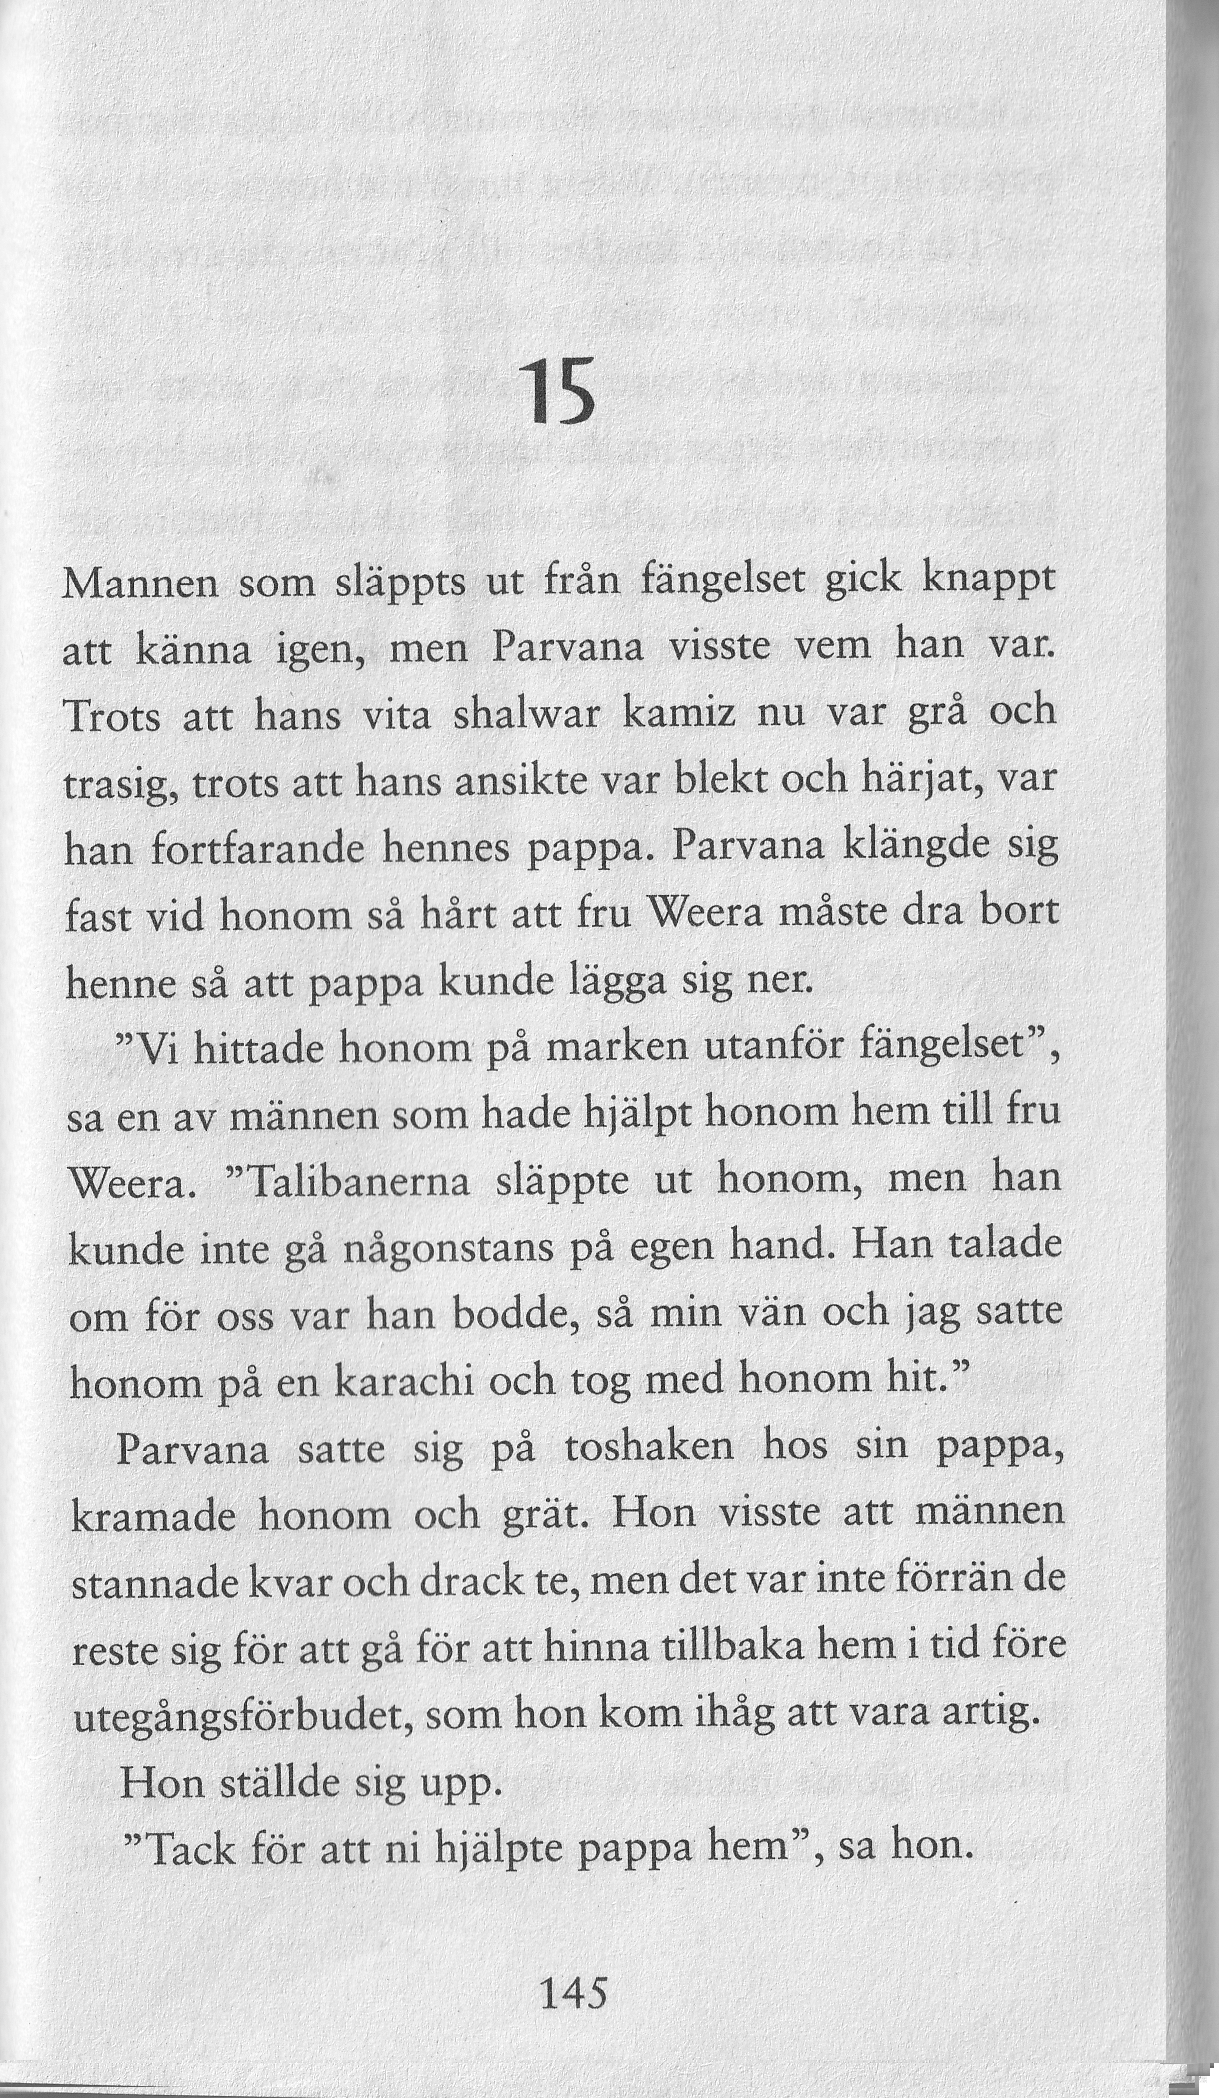 15
Mannen som släppts ut från fängelset gick knappt
att känna igen, men Parvana visste vem han var.
Trots att hans vita shalwar kamiz nu var grå och
trasig, trots att hans ansikte var blekt och härjat, var
han fortfarande hennes pappa. Parvana klängde sig
fast vid honom så hårt att fru Weera måste dra bort
henne så att pappa kunde lägga sig ner.
”Vi hittade honom på marken utanför fängelset”,
sa en av männen som hade hjälpt honom hem till fru
Weera. ”Talibanerna släppte ut honom, men han
kunde inte gå någonstans på egen hand. Han talade
om för oss var han bodde, så min vän och jag satte
honom på en karachi och tog med honom hit.”
Parvana satte sig på toshaken hos sin pappa,
kramade honom och grät. Hon visste att männen
stannade kvar och drack te, men det var inte förrän de
reste sig för att gå för att hinna tillbaka hem i tid före
utegångsförbudet, som hon kom ihåg att vara artig.
Hon ställde sig upp.
”Tack för att ni hjälpte pappa hem”, sa hon.
145